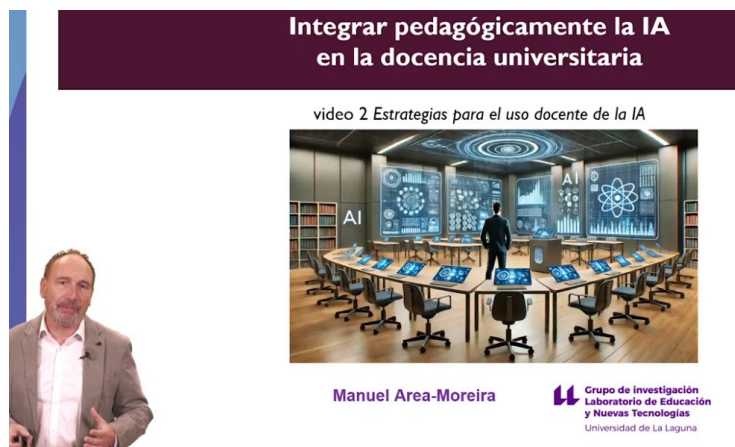 Integrar pedagógicamente la IA
en la docencia universitaria
video 2 Estrategias para el uso docente de la IA
AI
AI
Manuel Area-Moreira
Grupo de investigación
Laboratorio de Educación
y Nuevas Tecnologías
Universidad de La Laguna